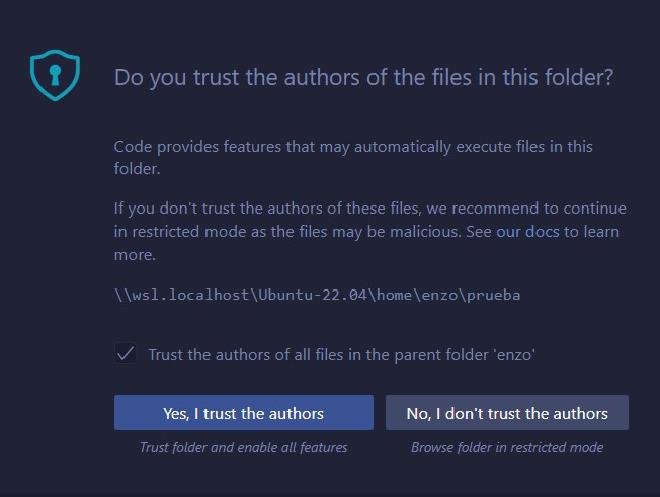 Do you trust the authors of the files in this folder?
Code provides features that may automatically execute files in this
folder.
If you don't trust the authors of these files, we recommend to continue
in restricted mode as the files may be malicious. See our docs to learn
more.
\\wsl.localhost\Ubuntu-22.04\home\enzo\prueba
Trust the authors of all files in the parent folder 'enzo'
Yes, I trust the authors No, I don't trust the authors
Trust folder and enable all features Browse folder in restricted mode